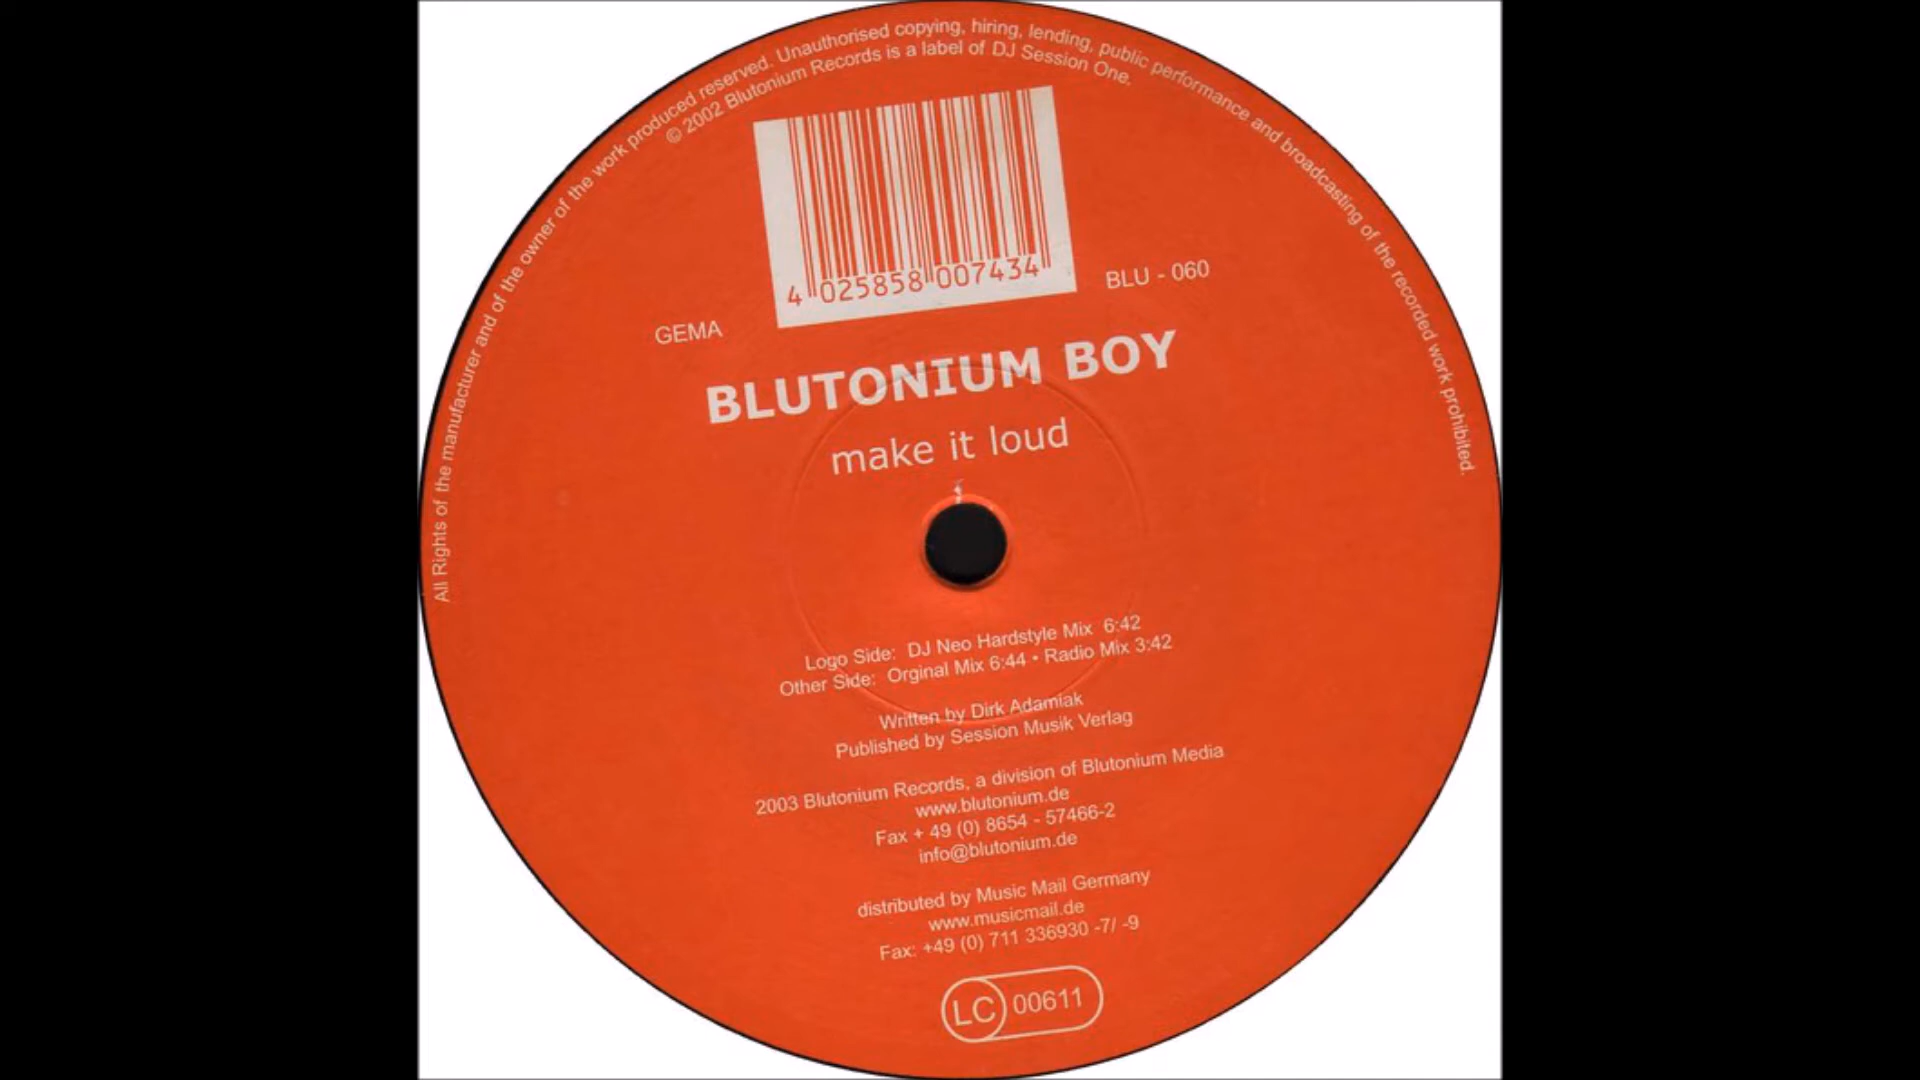 All Rights of the manufacturer and of the owner of the work produced reserved. Unauthorised copying, hiring, lending, public performance and broadcasting of the recorded work prohibited.
© 2002 Blutonium Records is a label of DJ Session One.
4 025858 007434
BLU - 060
GEMA
BLUTONIUM BOY
make it loud
Logo Side: DJ Neo Hardstyle Mix 6:42
Other Side: Orginal Mix 6:44 • Radio Mix 3:42
Written by Dirk Adamiak
Published by Session Musik Verlag
2003 Blutonium Records, a division of Blutonium Media
www.blutonium.de
Fax + 49 (0) 8654 - 57466-2
info@blutonium.de
distributed by Music Mail Germany
www.musicmail.de
Fax: +49 (0) 711 336930 -7/ -9
LC 00611